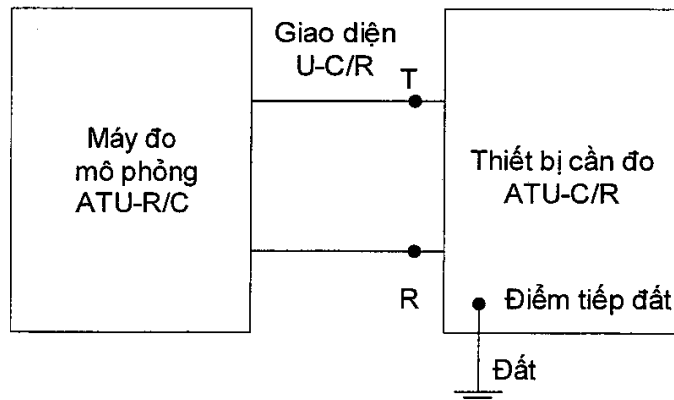 Giao diện
U-C/R
T
Máy đo
mô phỏng
ATU-R/C
Thiết bị cần đo
ATU-C/R
R
Điểm tiếp đất
Đất